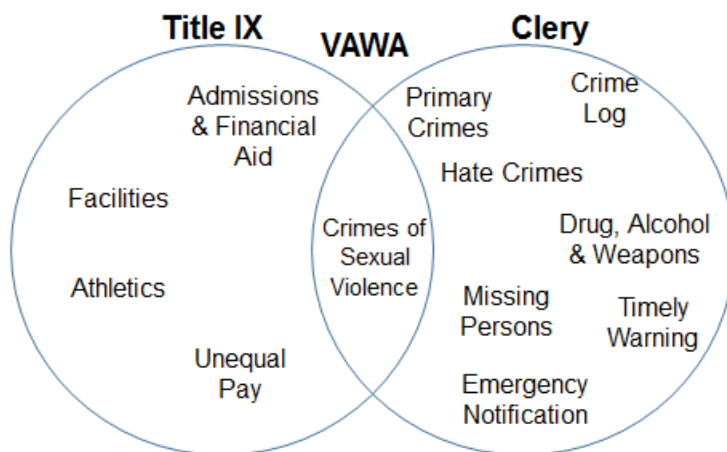 Title IX
VAWA
Clery
Admissions
& Financial
Aid
Facilities
Athletics
Unequal
Pay
Crimes of
Sexual
Violence
Primary
Crimes
Crime
Log
Hate Crimes
Drug, Alcohol
& Weapons
Missing
Persons
Timely
Warning
Emergency
Notification